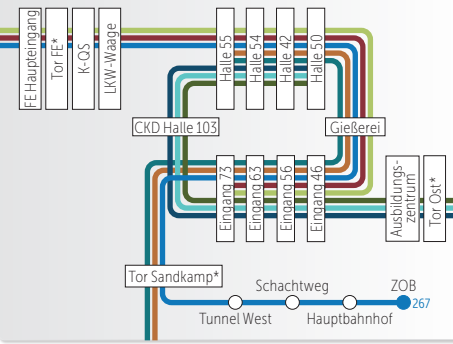 FE Haupteingang
Tor FE*
K-QS
LKW-Waage
Halle 55
Halle 54
Halle 42
Halle 50
CKD Halle 103
Gießerei
Eingang 73
Eingang 63
Eingang 56
Eingang 46
Ausbildungs-
zentrum
Tor Ost*
Tor Sandkamp*
Schachtweg
ZOB
267
Tunnel West
Hauptbahnhof